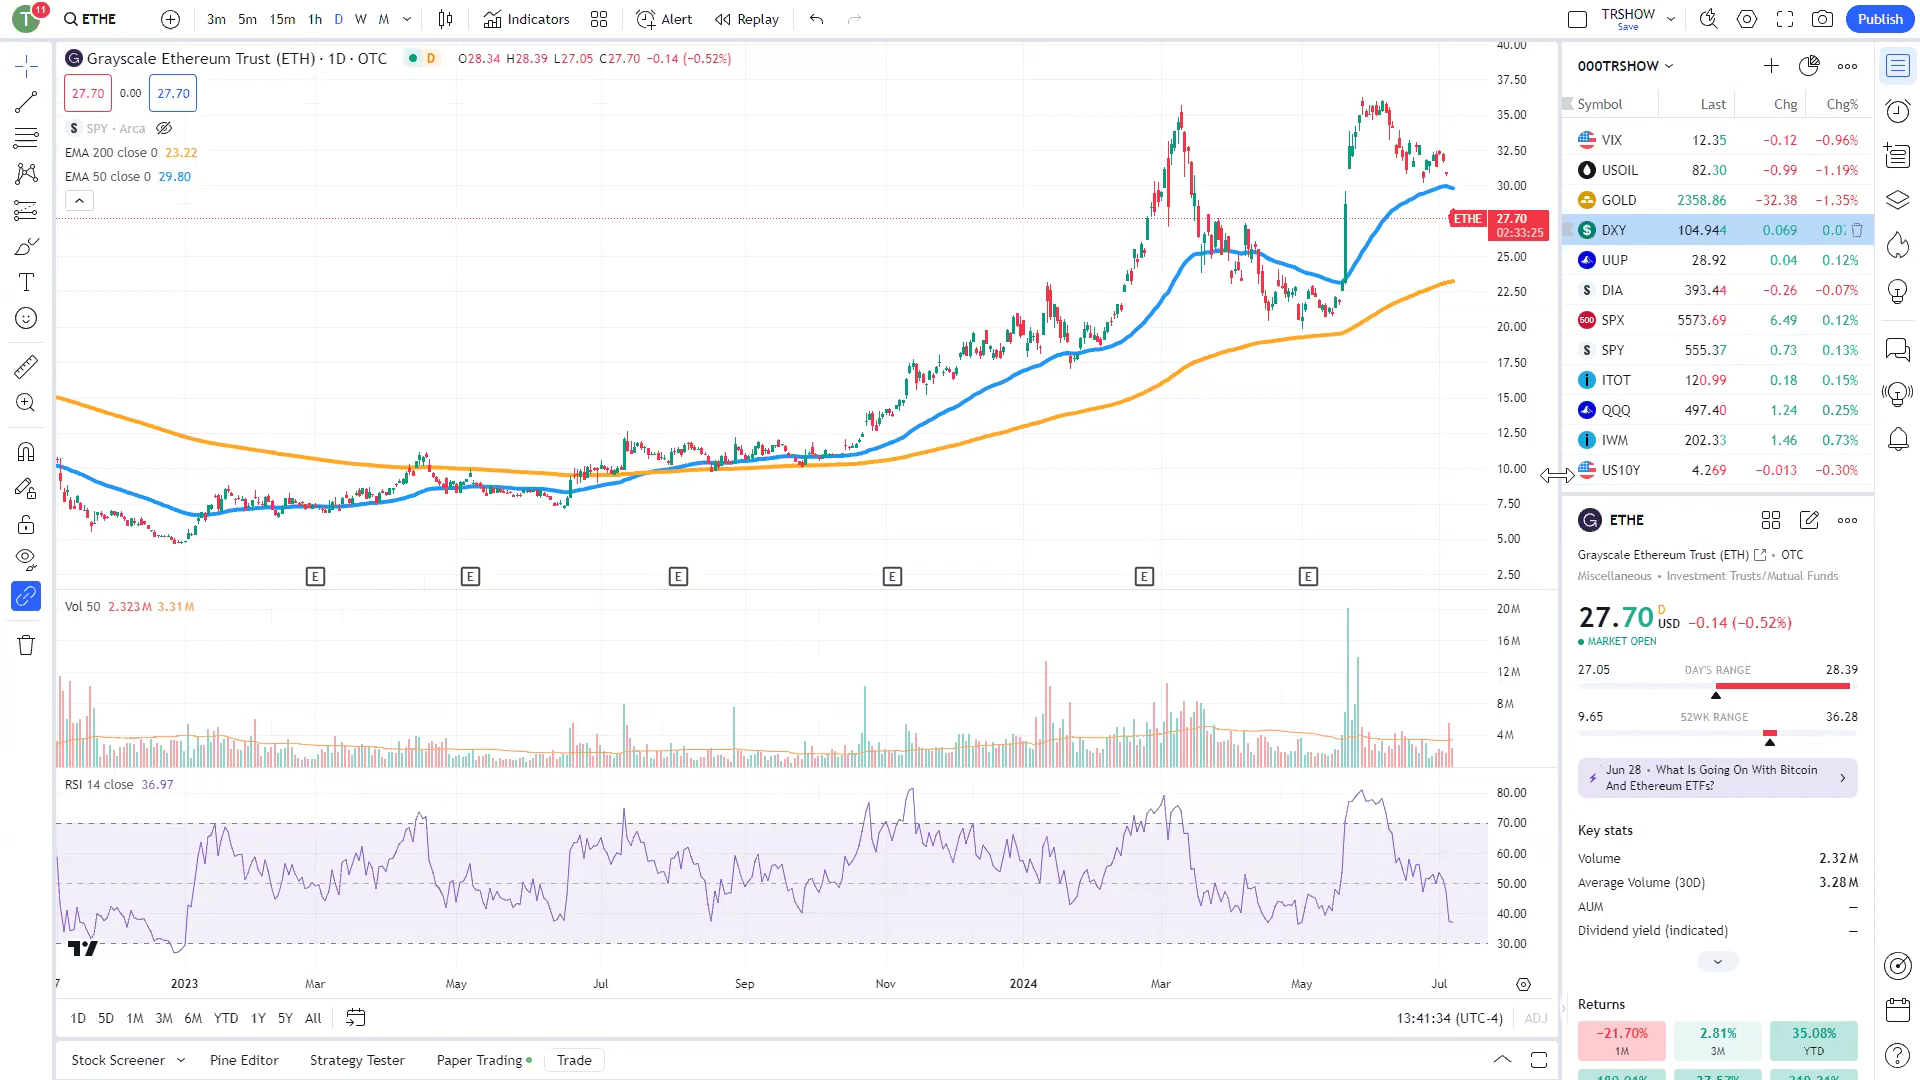 T 11 ETHE 3m 5m 15m 1h D W M Indicators Alert Replay TRSHOW Save Publish
Grayscale Ethereum Trust (ETH) · 1D · OTC D O28.34 H28.39 L27.05 C27.70 −0.14 (−0.52%)
27.70 0.00 27.70
S SPY · Arca
EMA 200 close 0 23.22
EMA 50 close 0 29.80
40.00
37.50
35.00
32.50
30.00
ETHE 27.70
02:33:25
25.00
22.50
20.00
17.50
15.00
12.50
10.00
7.50
5.00
2.50
E E E E E E
Vol 50 2.323M 3.31M
20M
16M
12M
8M
4M
RSI 14 close 36.97
80.00
70.00
60.00
50.00
40.00
30.00
7 2023 Mar May Jul Sep Nov 2024 Mar May Jul
1D 5D 1M 3M 6M YTD 1Y 5Y All 13:41:34 (UTC-4) ADJ
Stock Screener Pine Editor Strategy Tester Paper Trading Trade
000TRSHOW
Symbol Last Chg Chg%
VIX 12.35 −0.12 −0.96%
USOIL 82.30 −0.99 −1.19%
GOLD 2358.86 −32.38 −1.35%
$ DXY 104.944 0.069
UUP 28.92 0.04 0.12%
S DIA 393.44 −0.26 −0.07%
500 SPX 5573.69 6.49 0.12%
S SPY 555.37 0.73 0.13%
i ITOT 120.99 0.18 0.15%
QQQ 497.40 1.24 0.25%
i IWM 202.33 1.46 0.73%
US10Y 4.269 −0.013 −0.30%
G ETHE
Grayscale Ethereum Trust (ETH) • OTC
Miscellaneous • Investment Trusts/Mutual Funds
27.70 D USD −0.14 (−0.52%)
MARKET OPEN
27.05 DAY'S RANGE 28.39
9.65 52WK RANGE 36.28
Jun 28 • What Is Going On With Bitcoin
And Ethereum ETFs?
Key stats
Volume 2.32M
Average Volume (30D) 3.28M
AUM —
Dividend yield (indicated) —
Returns
−21.70% 2.81% 35.08%
1M 3M YTD